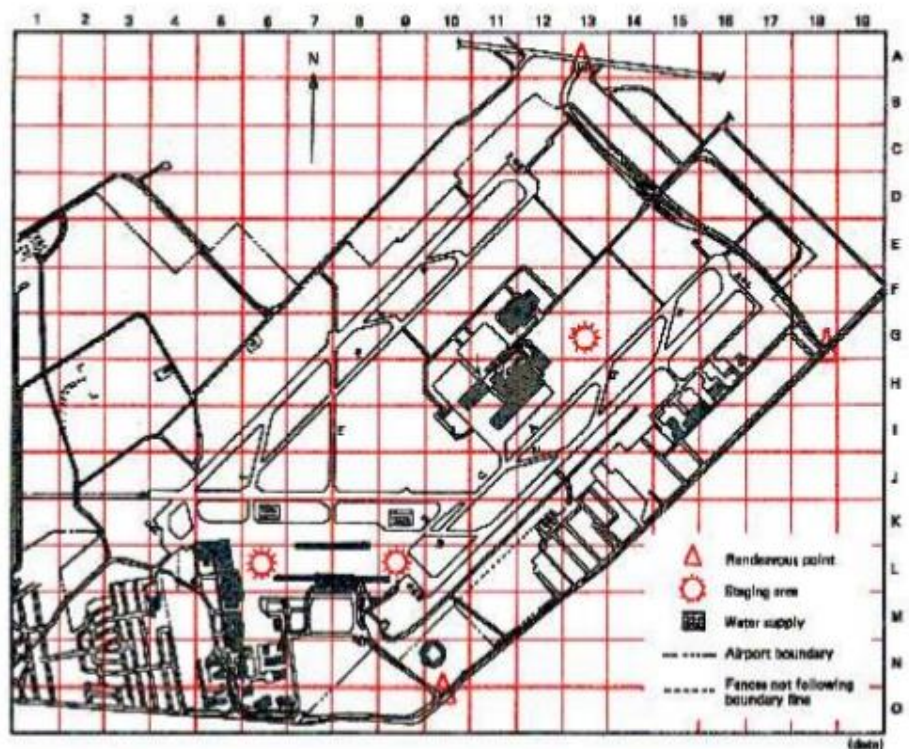 1 2 3 4 5 6 7 8 9 10 11 12 13 14 15 16 17 18 19
N
A
B
C
D
E
F
G
H
I
J
K
L
M
N
O
Rendezvous point
Staging area
Water supply
Airport boundary
Fences not following
boundary line
(date)